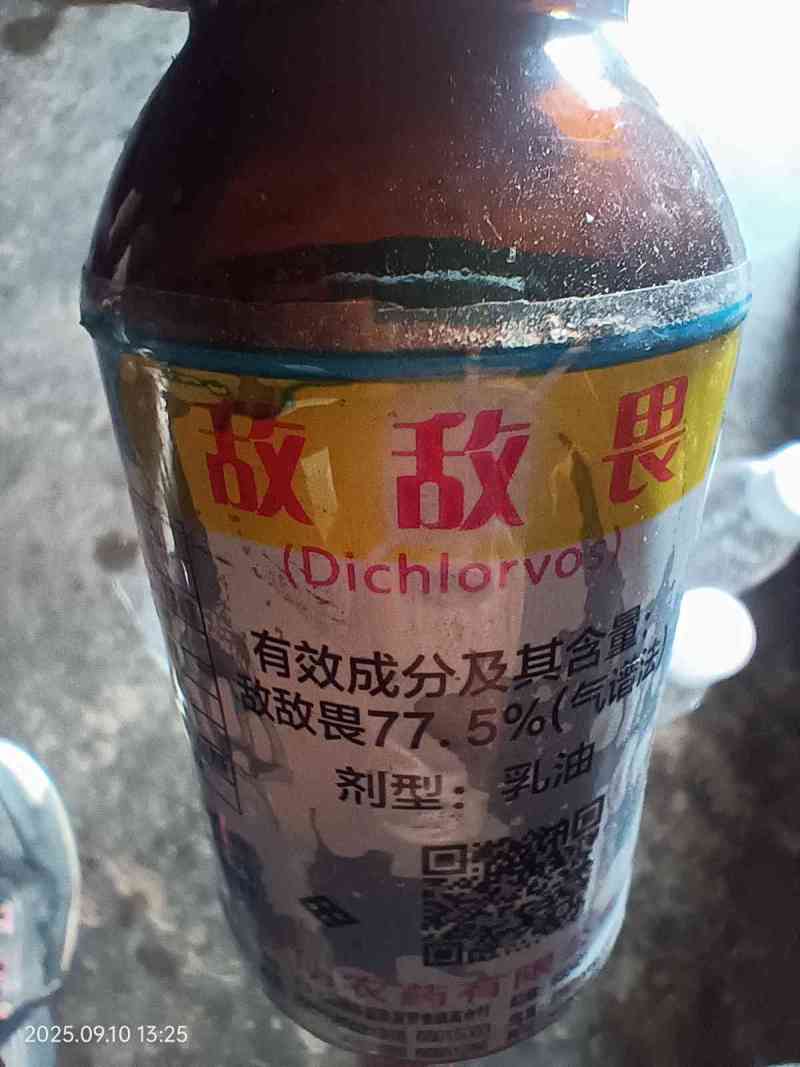 敌 敌 畏
(Dichlorvos)
有效成分及其含量:
敌敌畏77.5%(气谱法)
剂型：乳油
农药有限
2025.09.10 13:25